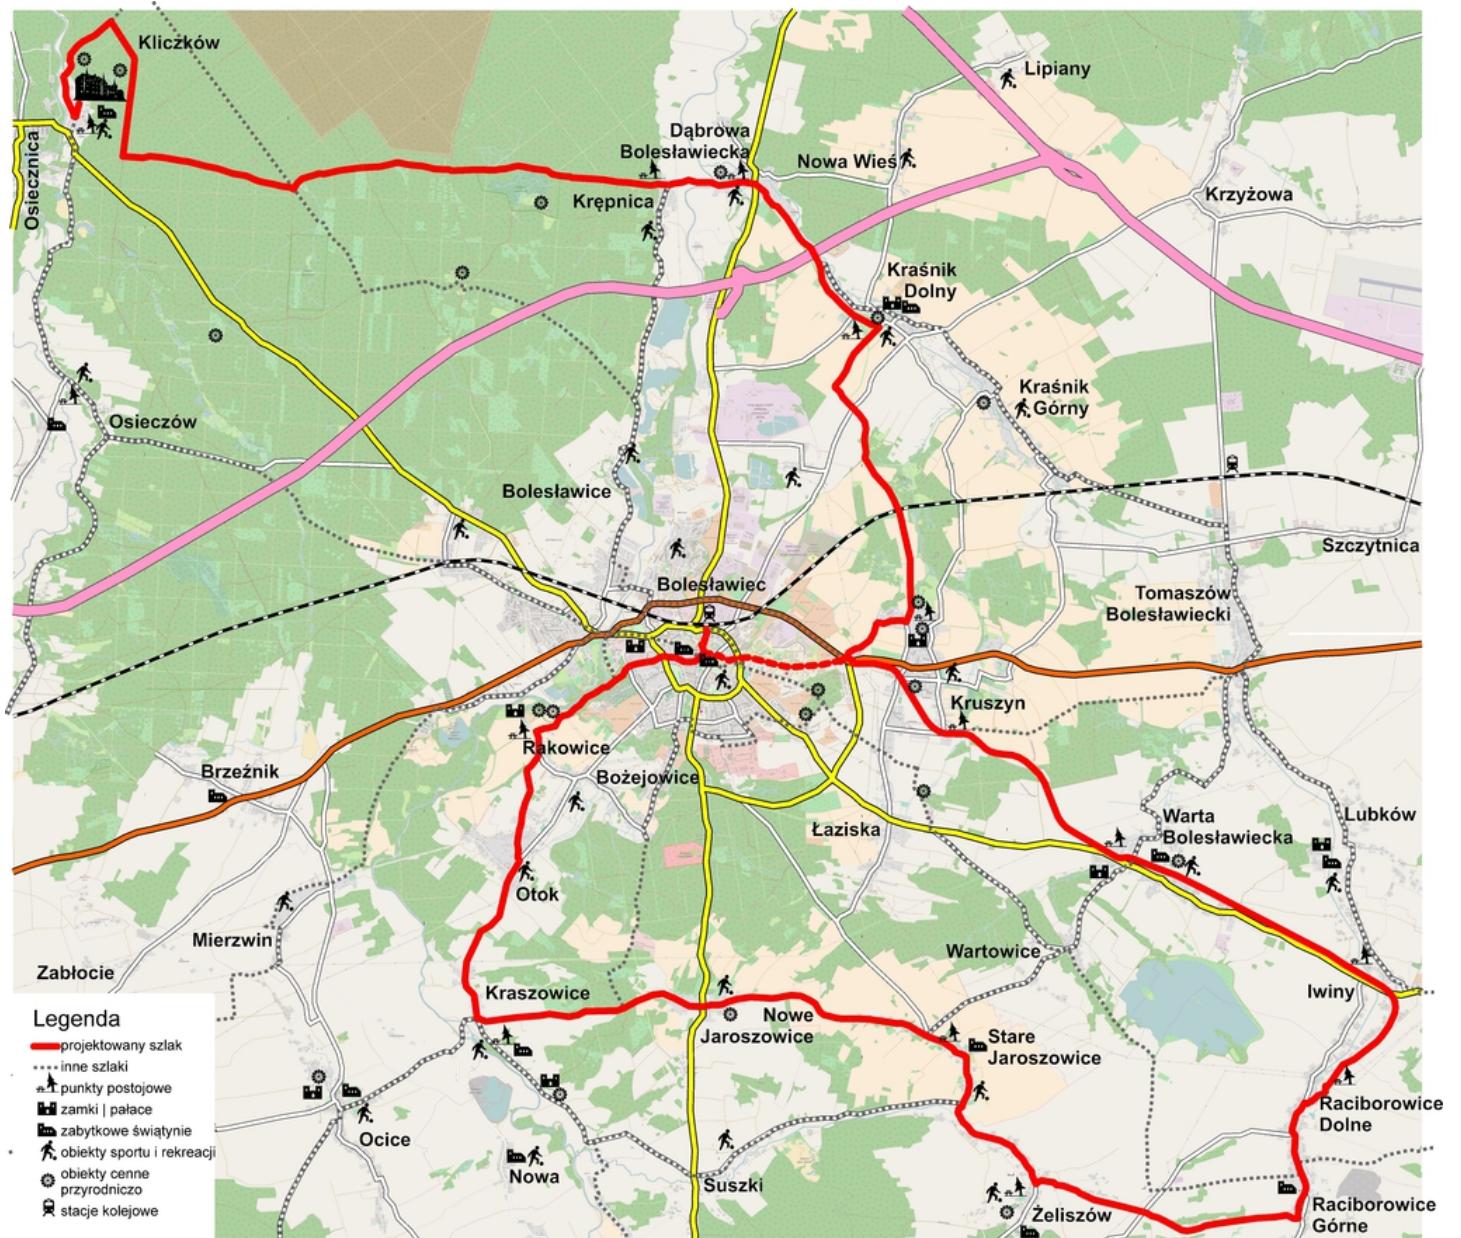 Kliczków
Lipiany
Dąbrowa
Bolesławiecka
Nowa Wieś
Osiecznica
Krępnica
Krzyżowa
Kraśnik
Dolny
Kraśnik
Górny
Osieczów
Bolesławice
Szczytnica
Bolesławiec
Tomaszów
Bolesławiecki
Kruszyn
Rakowice
Brzeźnik
Bożejowice
Łaziska
Warta
Bolesławiecka
Lubków
Otok
Mierzwin
Wartowice
Zabłocie
Kraszowice
Iwiny
Nowe
Jaroszowice
Stare
Jaroszowice
Raciborowice
Dolne
Ocice
Nowa
Suszki
Żeliszów
Raciborowice
Górne
Legenda
projektowany szlak
inne szlaki
punkty postojowe
zamki | pałace
zabytkowe świątynie
obiekty sportu i rekreacji
obiekty cenne
przyrodniczo
stacje kolejowe